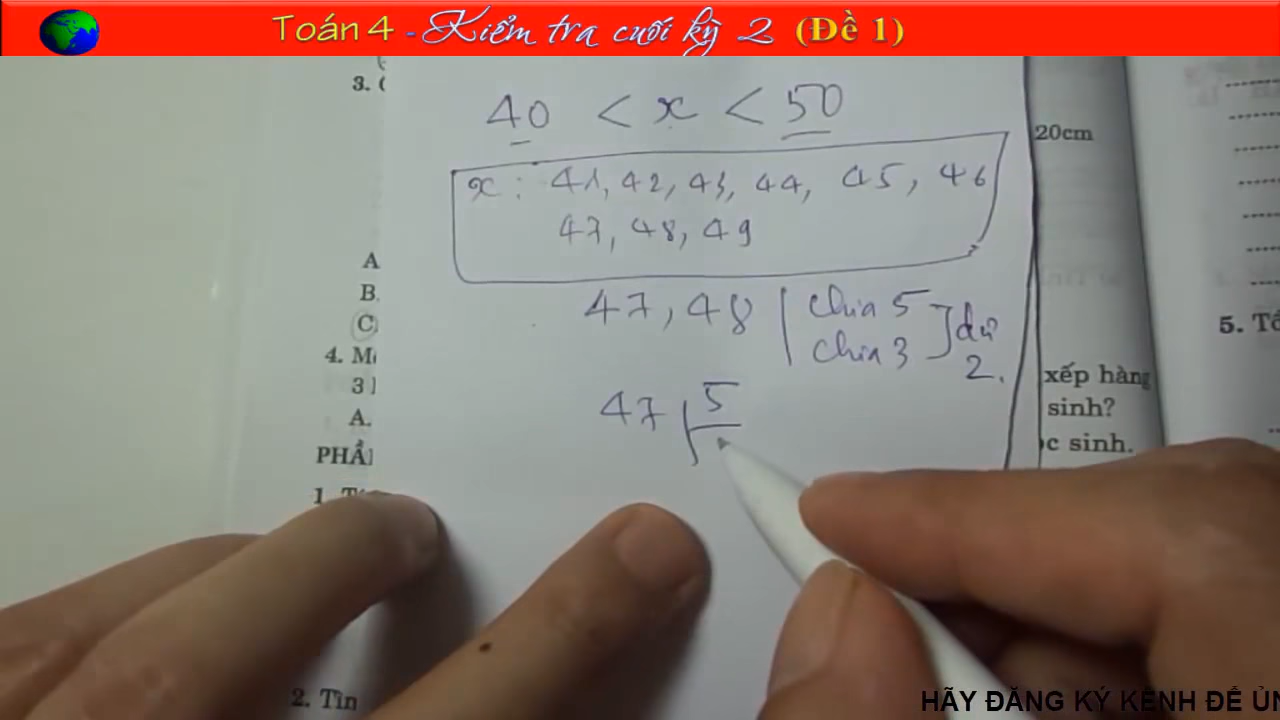 Toán 4 - Kiểm tra cuối kỳ 2 (Đề 1)
3.
40 < x < 50
x : 41, 42, 43, 44, 45, 46
47, 48, 49
47, 48 | chia 5 ] dư
chia 3 2.
47 5
A
B.
C.
4.
3
A.
PHẦ
1.
2. Tìn
20cm
xếp hàng
sinh?
c sinh.
5.
HÃY ĐĂNG KÝ KÊNH ĐỂ ỦN